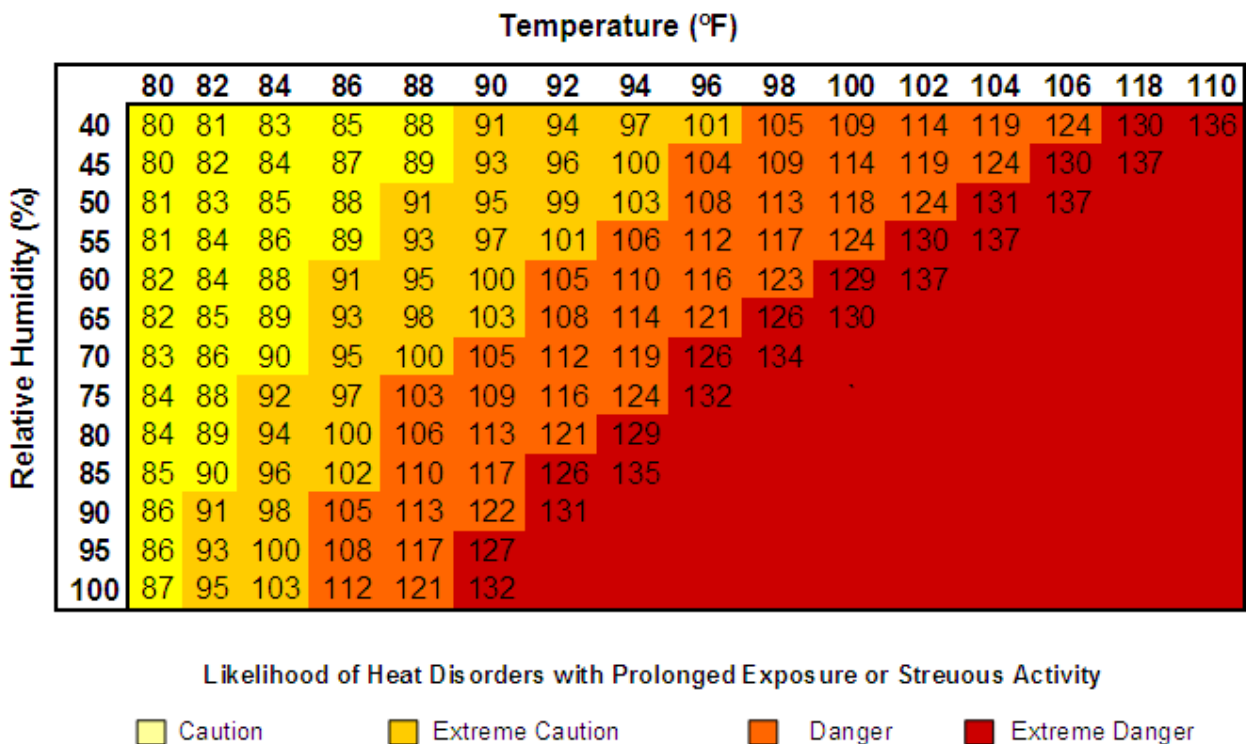 Temperature (ºF)
80 82 84 86 88 90 92 94 96 98 100 102 104 106 118 110
Relative Humidity (%)
40 80 81 83 85 88 91 94 97 101 105 109 114 119 124 130 136
45 80 82 84 87 89 93 96 100 104 109 114 119 124 130 137
50 81 83 85 88 91 95 99 103 108 113 118 124 131 137
55 81 84 86 89 93 97 101 106 112 117 124 130 137
60 82 84 88 91 95 100 105 110 116 123 129 137
65 82 85 89 93 98 103 108 114 121 126 130
70 83 86 90 95 100 105 112 119 126 134
75 84 88 92 97 103 109 116 124 132
80 84 89 94 100 106 113 121 129
85 85 90 96 102 110 117 126 135
90 86 91 98 105 113 122 131
95 86 93 100 108 117 127
100 87 95 103 112 121 132
Likelihood of Heat Disorders with Prolonged Exposure or Streuous Activity
Caution Extreme Caution Danger Extreme Danger